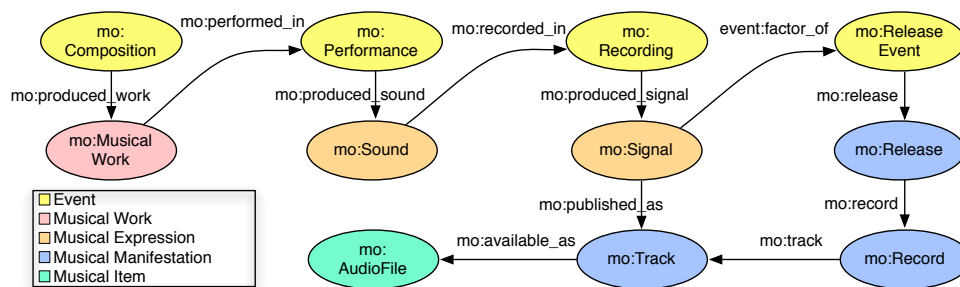 mo:performed_in
mo:recorded_in
event:factor_of
mo:
Composition
mo:
Performance
mo:
Recording
mo:Release
Event
mo:produced_work
mo:produced_sound
mo:produced_signal
mo:release
mo:Musical
Work
mo:Sound
mo:Signal
mo:Release
mo:published_as
mo:record
Event
Musical Work
Musical Expression
Musical Manifestation
Musical Item
mo:available_as
mo:track
mo:
AudioFile
mo:Track
mo:Record